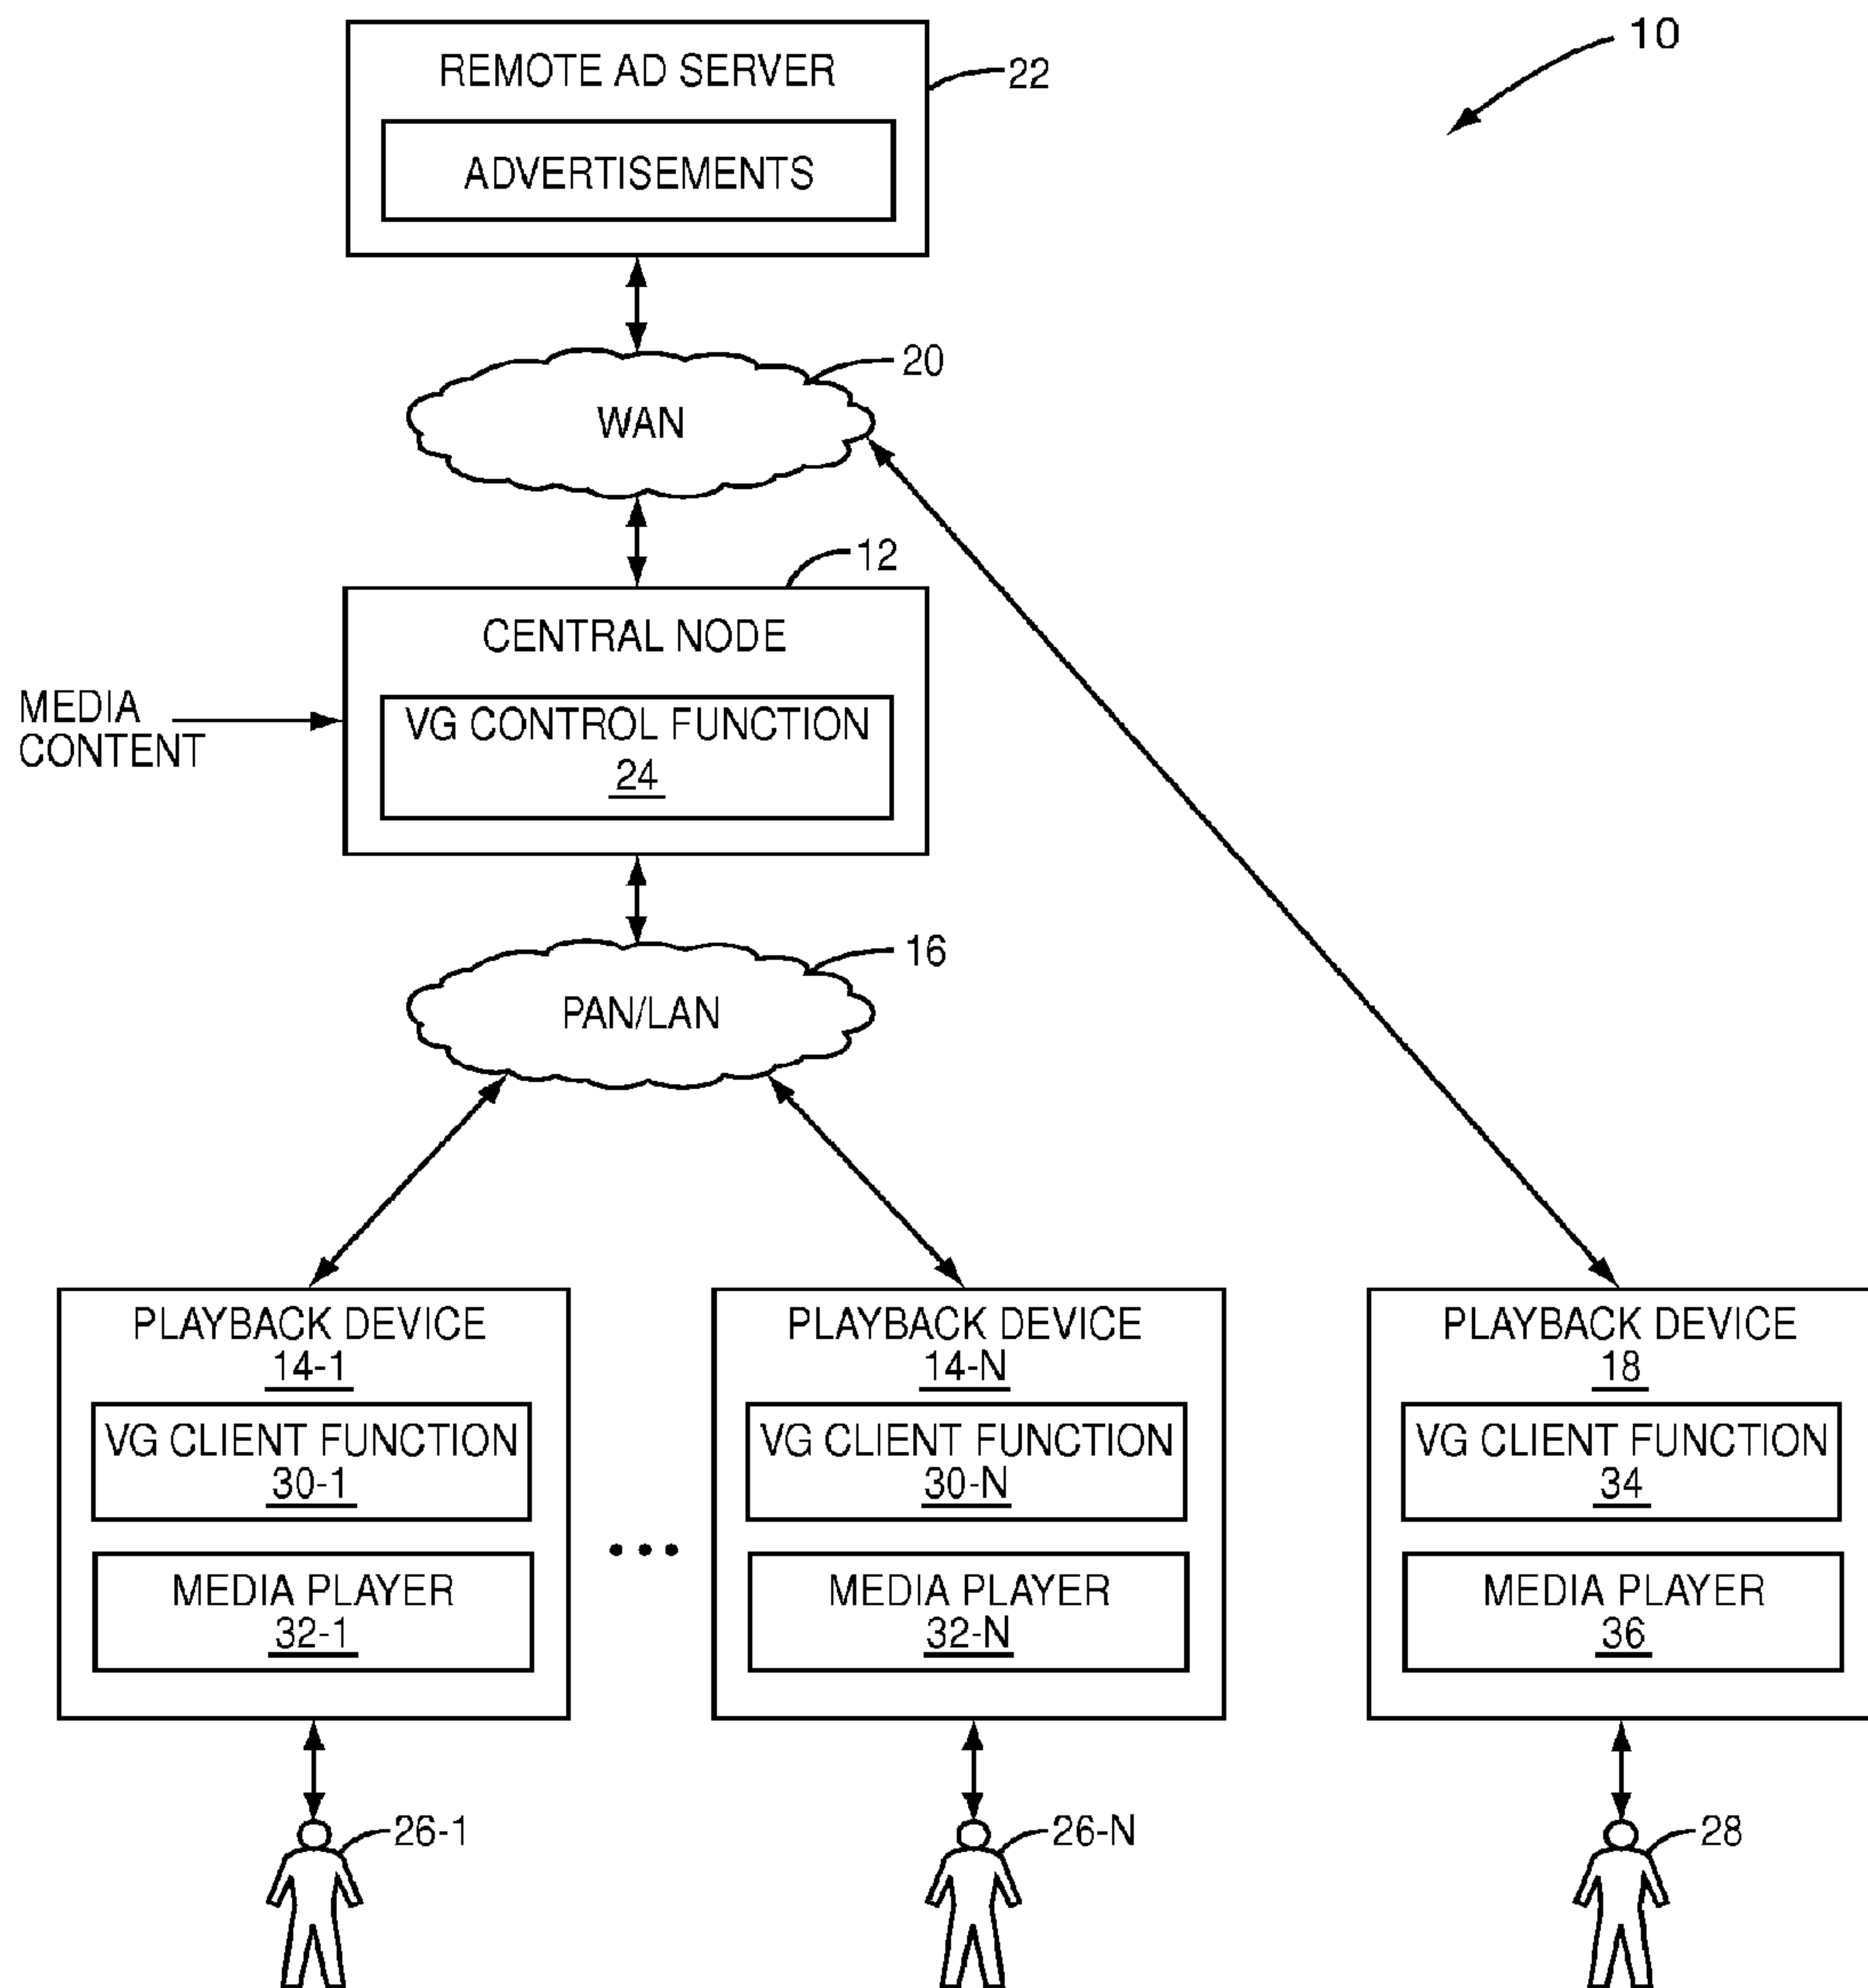 10
REMOTE AD SERVER
22
ADVERTISEMENTS
20
WAN
12
CENTRAL NODE
MEDIA
CONTENT
VG CONTROL FUNCTION
24
16
PAN/LAN
PLAYBACK DEVICE
14-1
VG CLIENT FUNCTION
30-1
MEDIA PLAYER
32-1
PLAYBACK DEVICE
14-N
VG CLIENT FUNCTION
30-N
MEDIA PLAYER
32-N
PLAYBACK DEVICE
18
VG CLIENT FUNCTION
34
MEDIA PLAYER
36
26-1
26-N
28